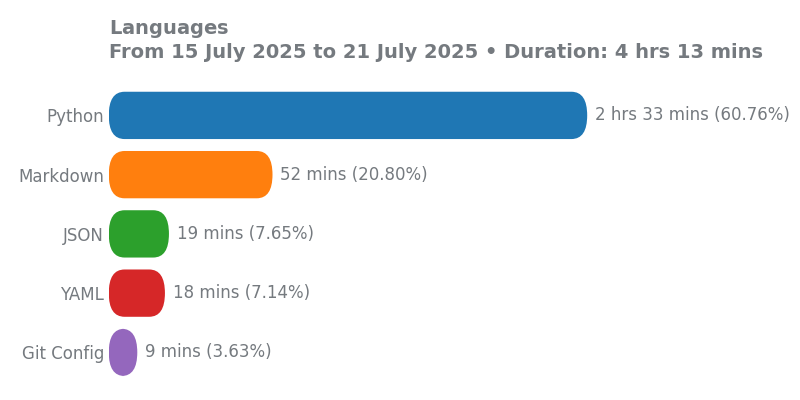 Languages
From 15 July 2025 to 21 July 2025 • Duration: 4 hrs 13 mins
Python 2 hrs 33 mins (60.76%)
Markdown 52 mins (20.80%)
JSON 19 mins (7.65%)
YAML 18 mins (7.14%)
Git Config 9 mins (3.63%)